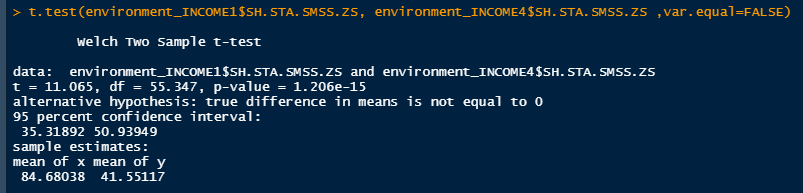 > t.test(environment_INCOME1$SH.STA.SMSS.ZS, environment_INCOME4$SH.STA.SMSS.ZS ,var.equal=FALSE)
Welch Two Sample t-test
data:  environment_INCOME1$SH.STA.SMSS.ZS and environment_INCOME4$SH.STA.SMSS.ZS
t = 11.065, df = 55.347, p-value = 1.206e-15
alternative hypothesis: true difference in means is not equal to 0
95 percent confidence interval:
35.31892 50.93949
sample estimates:
mean of x mean of y
84.68038  41.55117